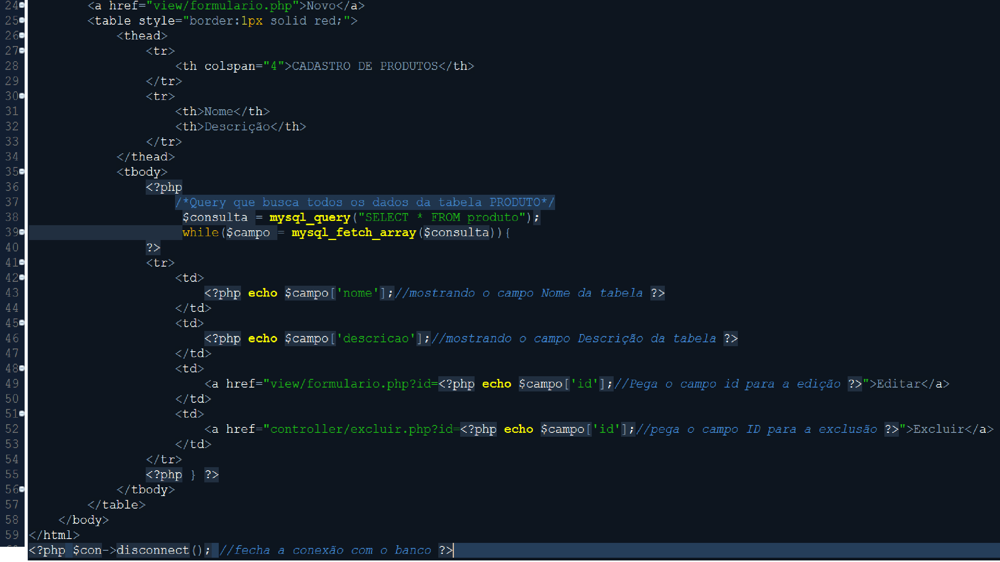 24 <a href="view/formulario.php">Novo</a>
25 <table style="border:1px solid red;">
26 <thead>
27 <tr>
28 <th colspan="4">CADASTRO DE PRODUTOS</th>
29 </tr>
30 <tr>
31 <th>Nome</th>
32 <th>Descrição</th>
33 </tr>
34 </thead>
35 <tbody>
36 <?php
37 /*Query que busca todos os dados da tabela PRODUTO*/
38 $consulta = mysql_query("SELECT * FROM produto");
39 while($campo = mysql_fetch_array($consulta)){
40 ?>
41 <tr>
42 <td>
43 <?php echo $campo['nome'];//mostrando o campo Nome da tabela ?>
44 </td>
45 <td>
46 <?php echo $campo['descricao'];//mostrando o campo Descrição da tabela ?>
47 </td>
48 <td>
49 <a href="view/formulario.php?id=<?php echo $campo['id'];//Pega o campo id para a edição ?>">Editar</a>
50 </td>
51 <td>
52 <a href="controller/excluir.php?id=<?php echo $campo['id'];//pega o campo ID para a exclusão ?>">Excluir</a>
53 </td>
54 </tr>
55 <?php } ?>
56 </tbody>
57 </table>
58 </body>
59 </html>
<?php $con->disconnect(); //fecha a conexão com o banco ?>